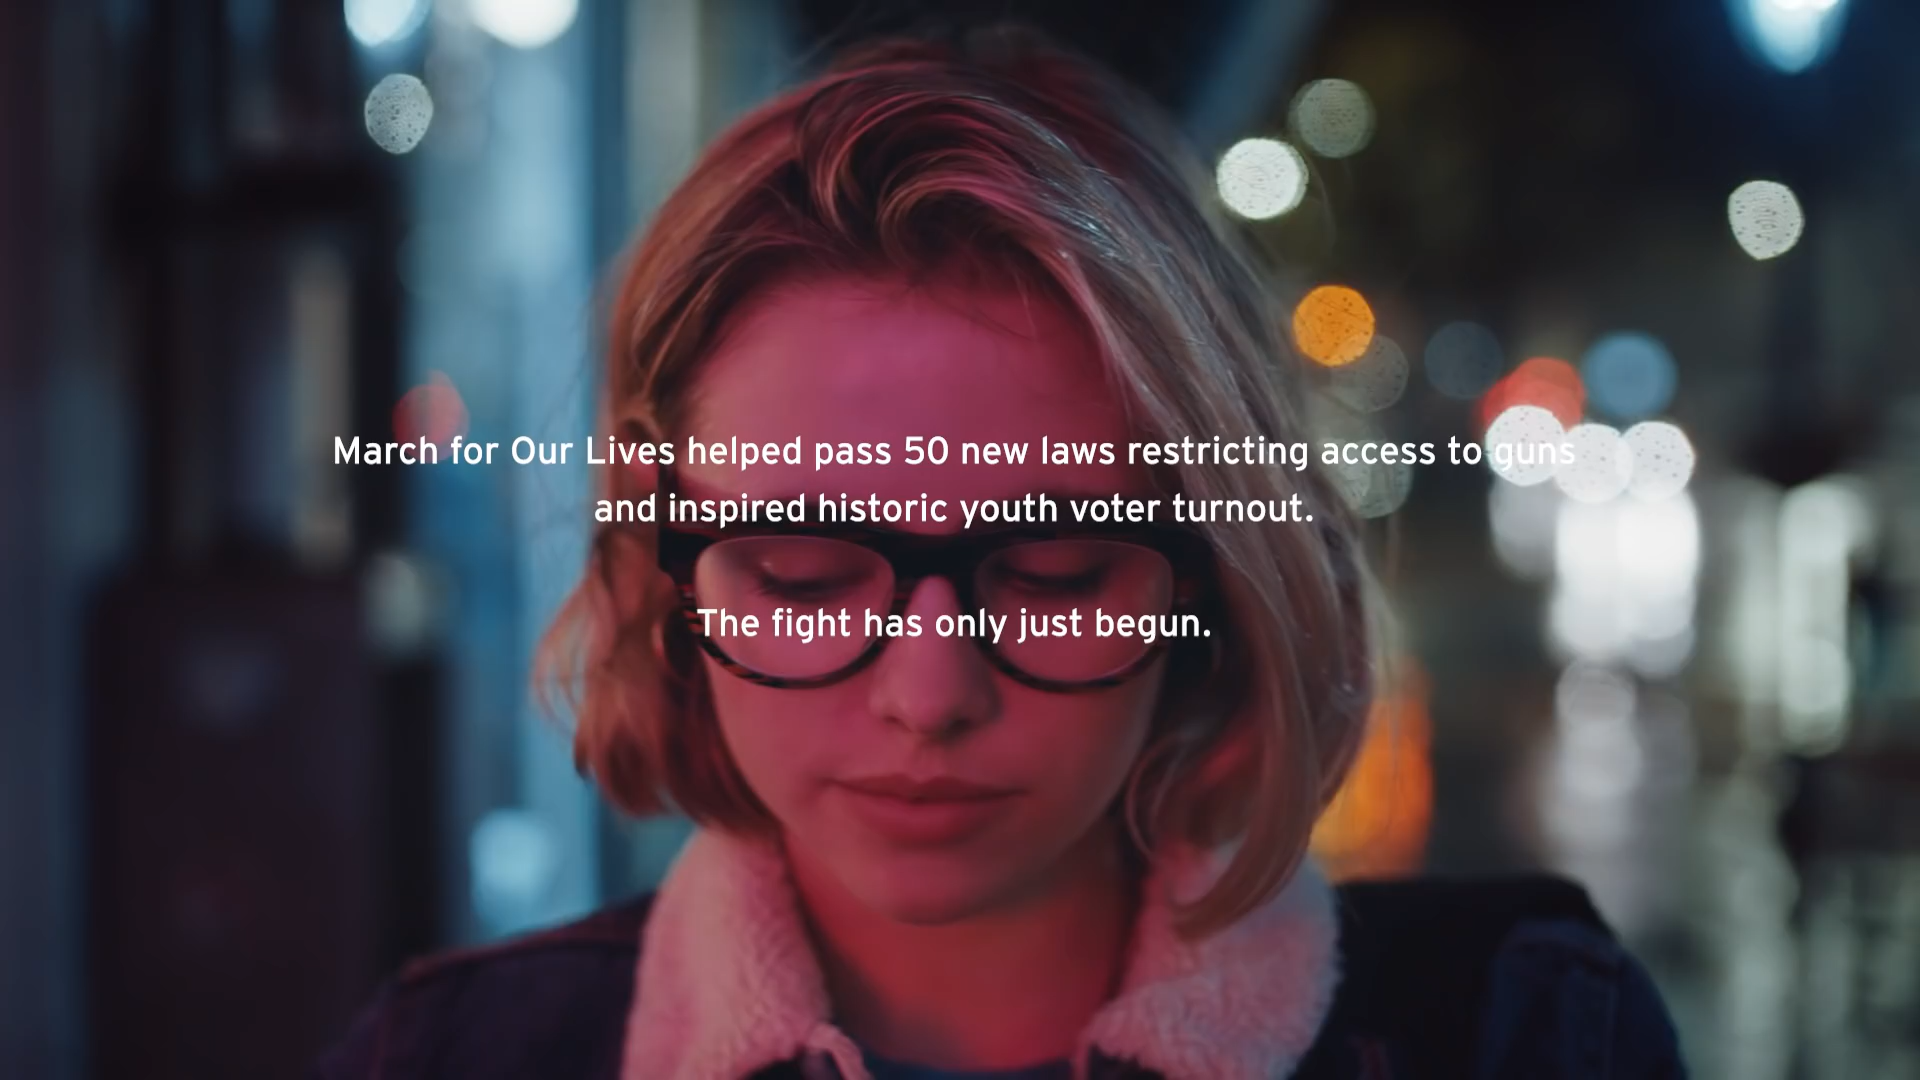 March for Our Lives helped pass 50 new laws restricting access to guns
and inspired historic youth voter turnout.
The fight has only just begun.